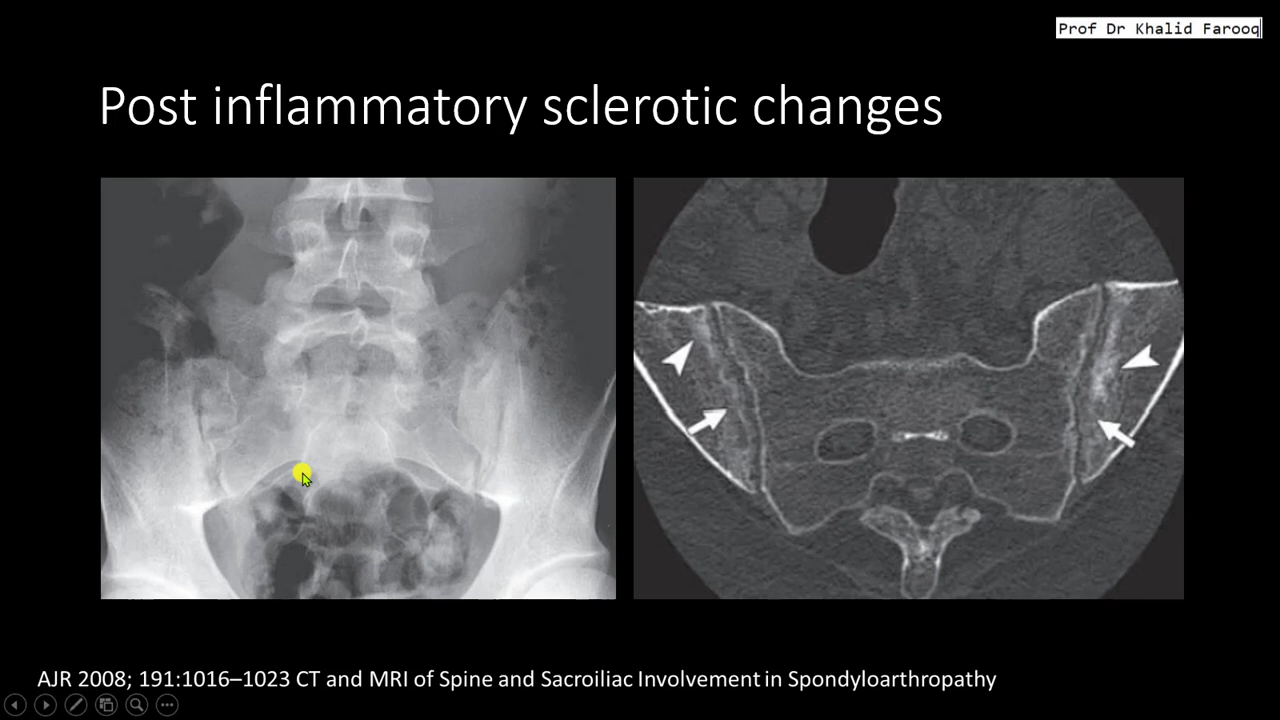 Prof Dr Khalid Farooq
Post inflammatory sclerotic changes
AJR 2008; 191:1016–1023 CT and MRI of Spine and Sacroiliac Involvement in Spondyloarthropathy